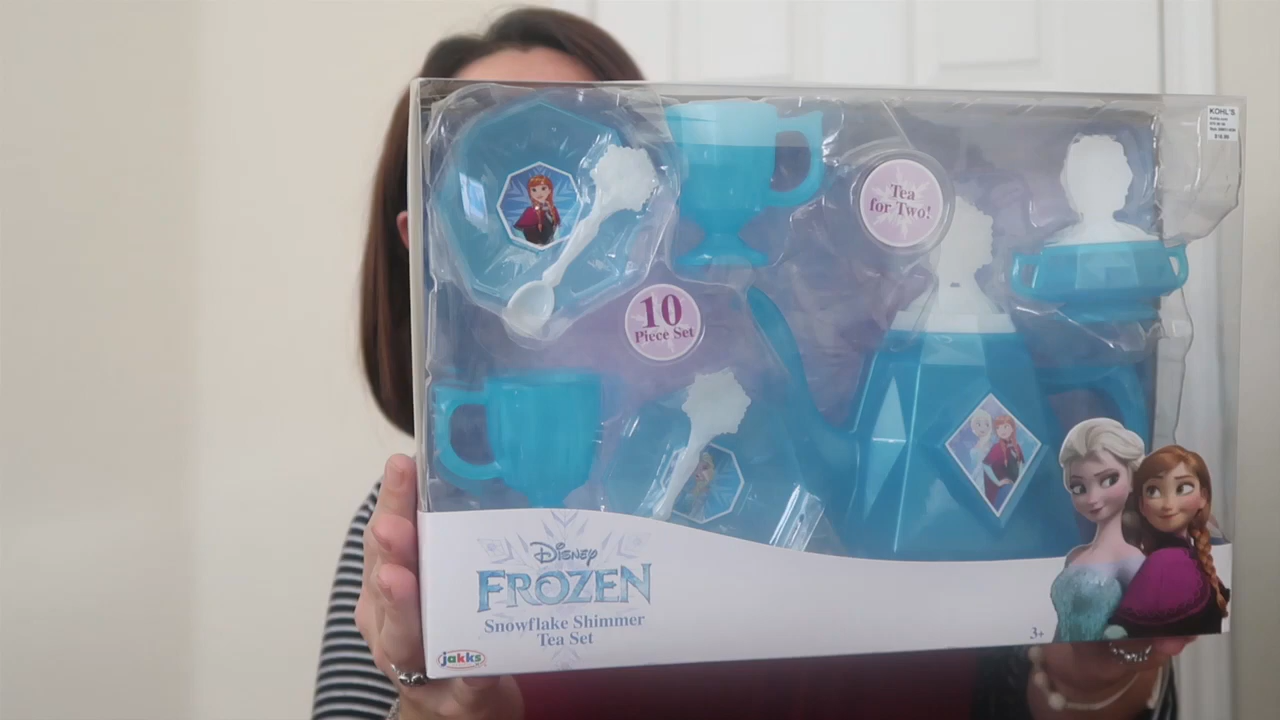 KOHL'S
Tea
for Two!
10
Piece Set
Disney
FROZEN
Snowflake Shimmer
Tea Set
jakks
3+